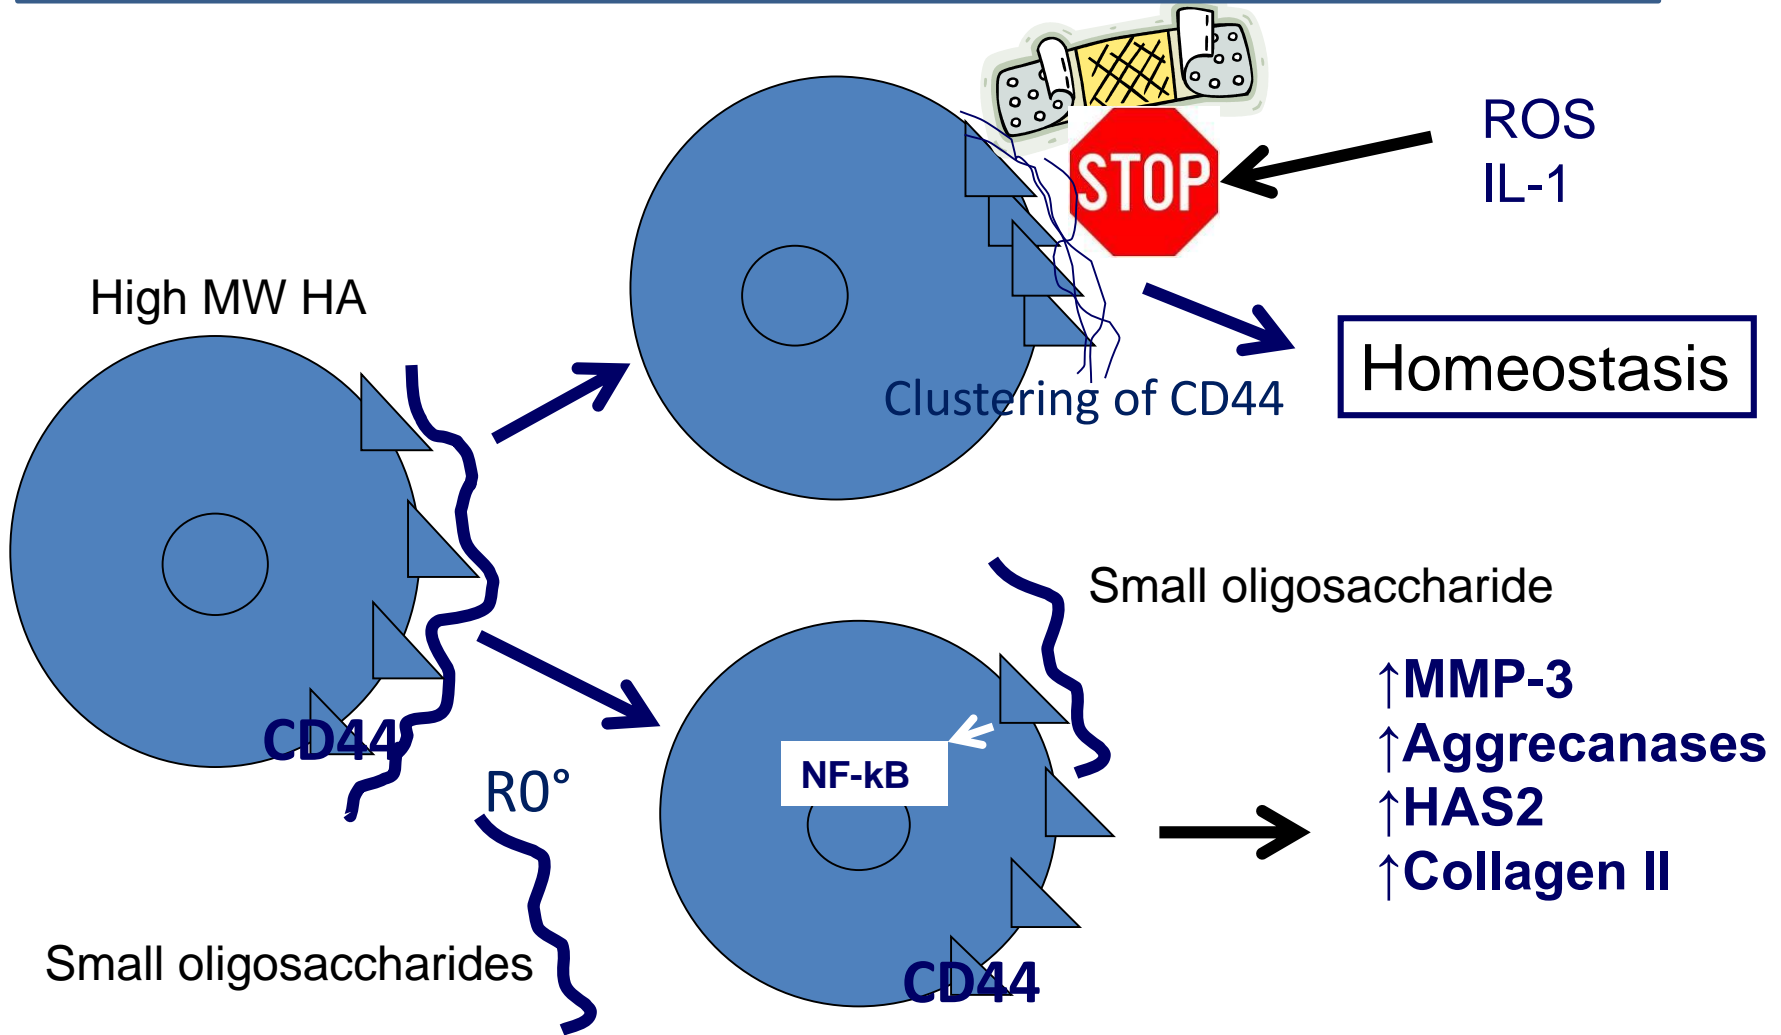 STOP
ROS
IL-1
High MW HA
Clustering of CD44
Homeostasis
CD44
RO°
Small oligosaccharides
Small oligosaccharide
NF-kB
CD44
↑MMP-3
↑Aggrecanases
↑HAS2
↑Collagen II